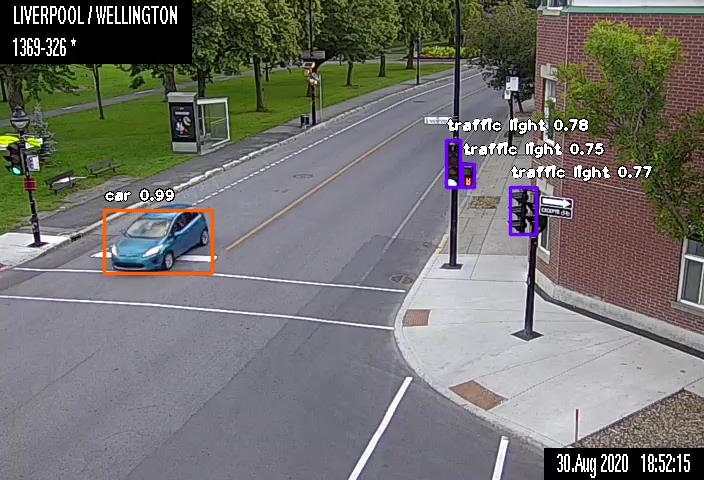 LIVERPOOL / WELLINGTON
1369-326 *
traffic light 0.78
traffic light 0.75
traffic light 0.77
car 0.99
30.Aug 2020 18:52:15